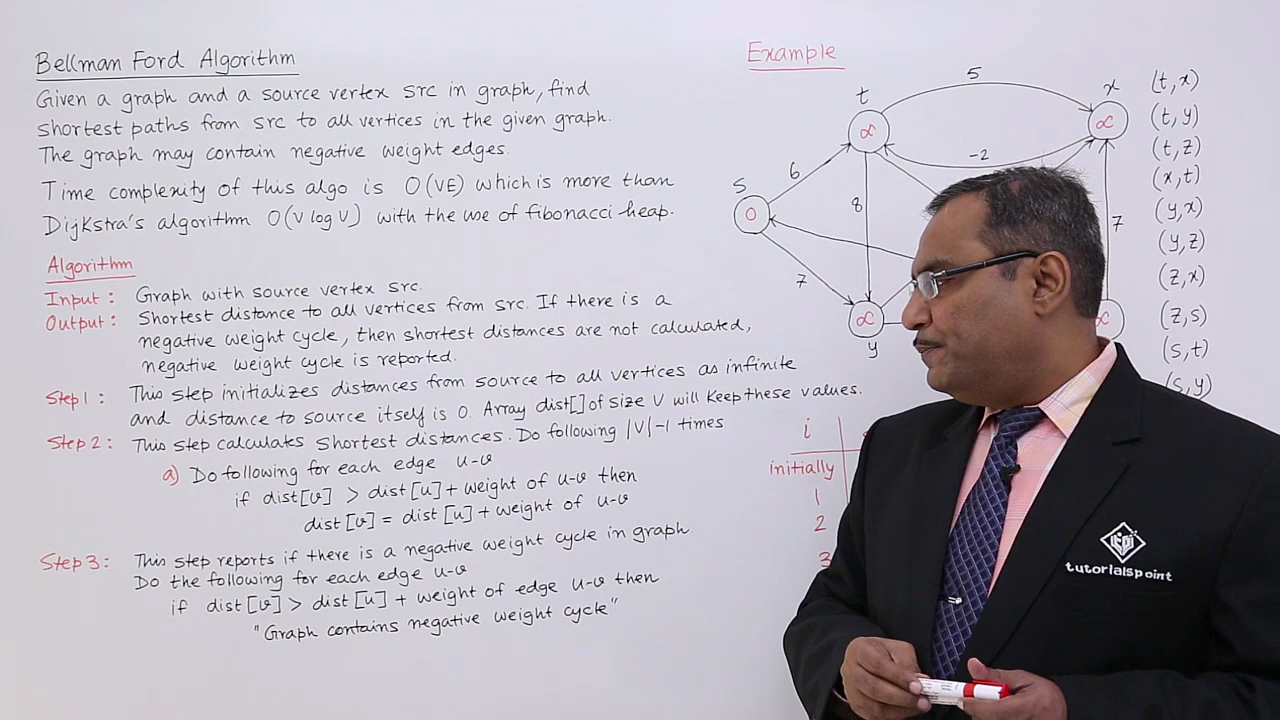 Bellman Ford Algorithm
Given a graph and a source vertex src in graph, find
shortest paths from src to all vertices in the given graph.
The graph may contain negative weight edges.
Time complexity of this algo is O(VE) which is more than
Dijkstra's algorithm O(V log V) with the use of fibonacci heap.
Algorithm
Input : Graph with source vertex src.
Output : Shortest distance to all vertices from src. If there is a
negative weight cycle, then shortest distances are not calculated,
negative weight cycle is reported.
Step 1 : This step initializes distances from source to all vertices as infinite
and distance to source itself is 0. Array dist[] of size V will keep these values.
Step 2 : This step calculates shortest distances. Do following |V|-1 times
a) Do following for each edge u-v
if dist[v] > dist[u] + weight of u-v then
dist[v] = dist[u] + weight of u-v
Step 3 : This step reports if there is a negative weight cycle in graph.
Do the following for each edge u-v
if dist[v] > dist[u] + weight of edge u-v then
"Graph contains negative weight cycle"
Example
5
t
x
∝
∝
-2
6
S
0
8
7
7
∝
∝
y
(t,x)
(t,y)
(t,z)
(x,t)
(y,x)
(y,z)
(z,x)
(z,s)
(s,t)
(s,y)
i
initially
1
2
3
tutorialspoint